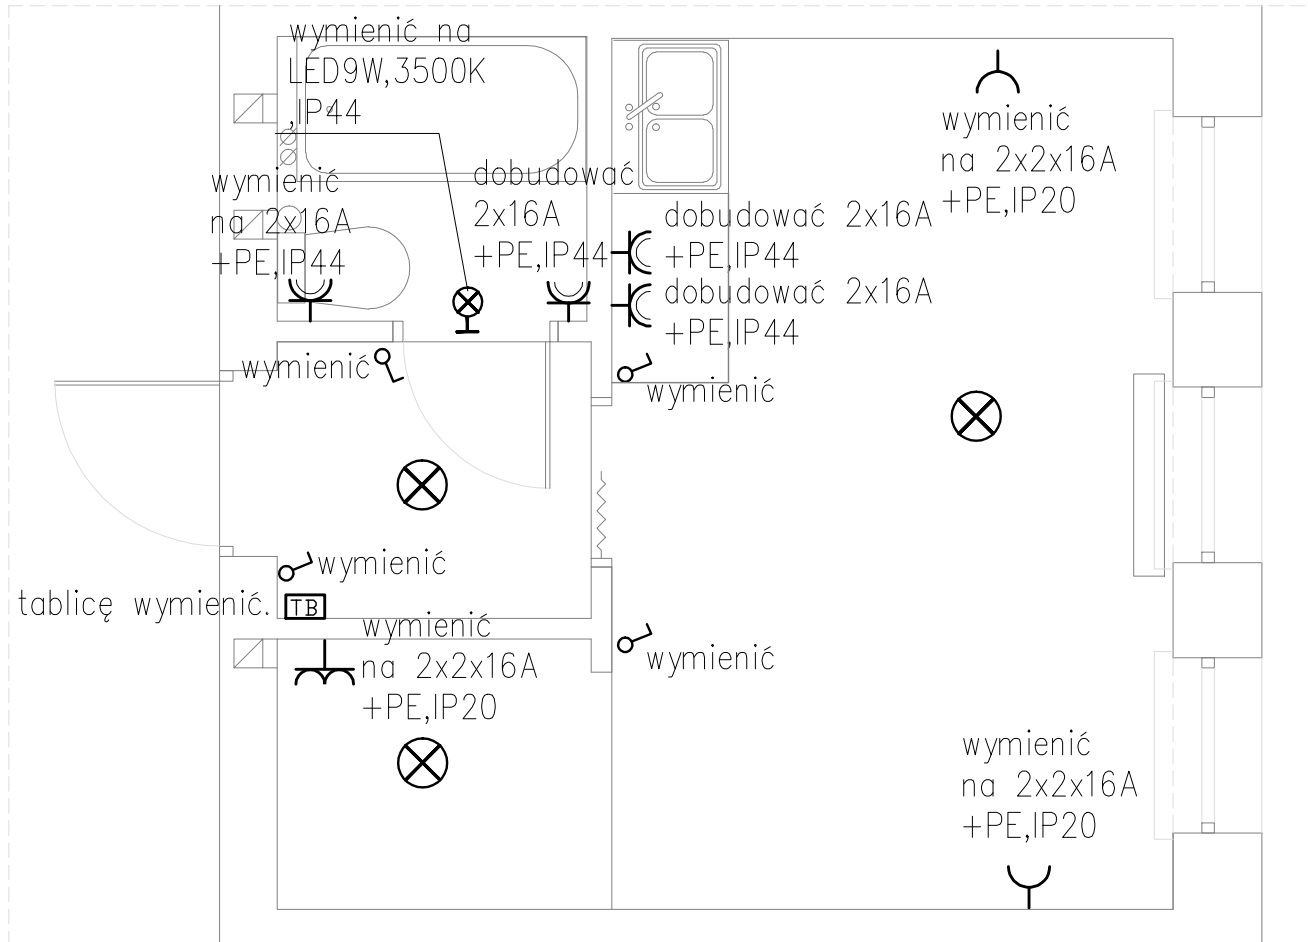 wymienić na
LED9W,3500K
,IP44
wymienić
na 2x16A
+PE,IP44
dobudować
2x16A
+PE,IP44
dobudować 2x16A
+PE,IP44
dobudować 2x16A
+PE,IP44
wymienić
na 2x2x16A
+PE,IP20
wymienić
wymienić
wymienić
tablicę wymienić.
TB
wymienić
na 2x2x16A
+PE,IP20
wymienić
wymienić
na 2x2x16A
+PE,IP20